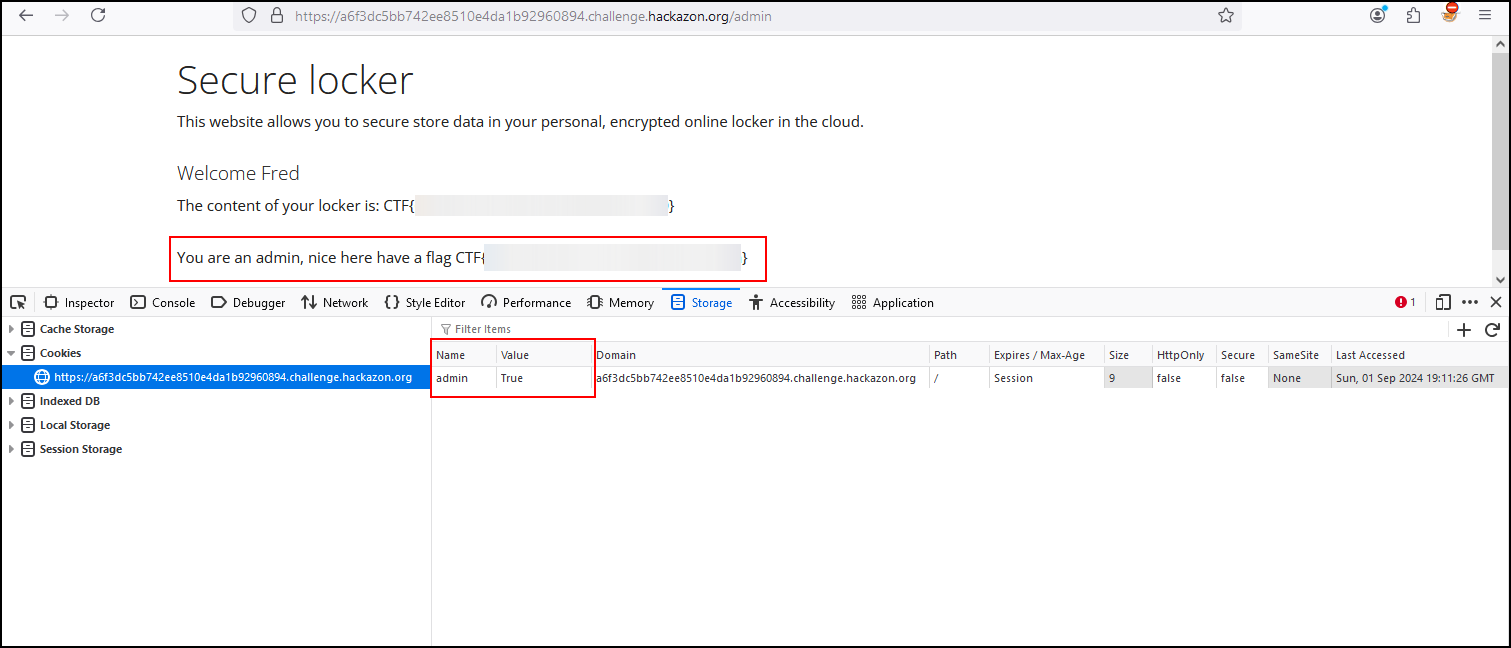 https://a6f3dc5bb742ee8510e4da1b92960894.challenge.hackazon.org/admin
Secure locker
This website allows you to secure store data in your personal, encrypted online locker in the cloud.
Welcome Fred
The content of your locker is: CTF{ }
You are an admin, nice here have a flag CTF{ }
Inspector Console Debugger Network Style Editor Performance Memory Storage Accessibility Application 1
Cache Storage
Cookies
https://a6f3dc5bb742ee8510e4da1b92960894.challenge.hackazon.org
Indexed DB
Local Storage
Session Storage
Filter Items
Name Value Domain Path Expires / Max-Age Size HttpOnly Secure SameSite Last Accessed
admin True a6f3dc5bb742ee8510e4da1b92960894.challenge.hackazon.org / Session 9 false false None Sun, 01 Sep 2024 19:11:26 GMT